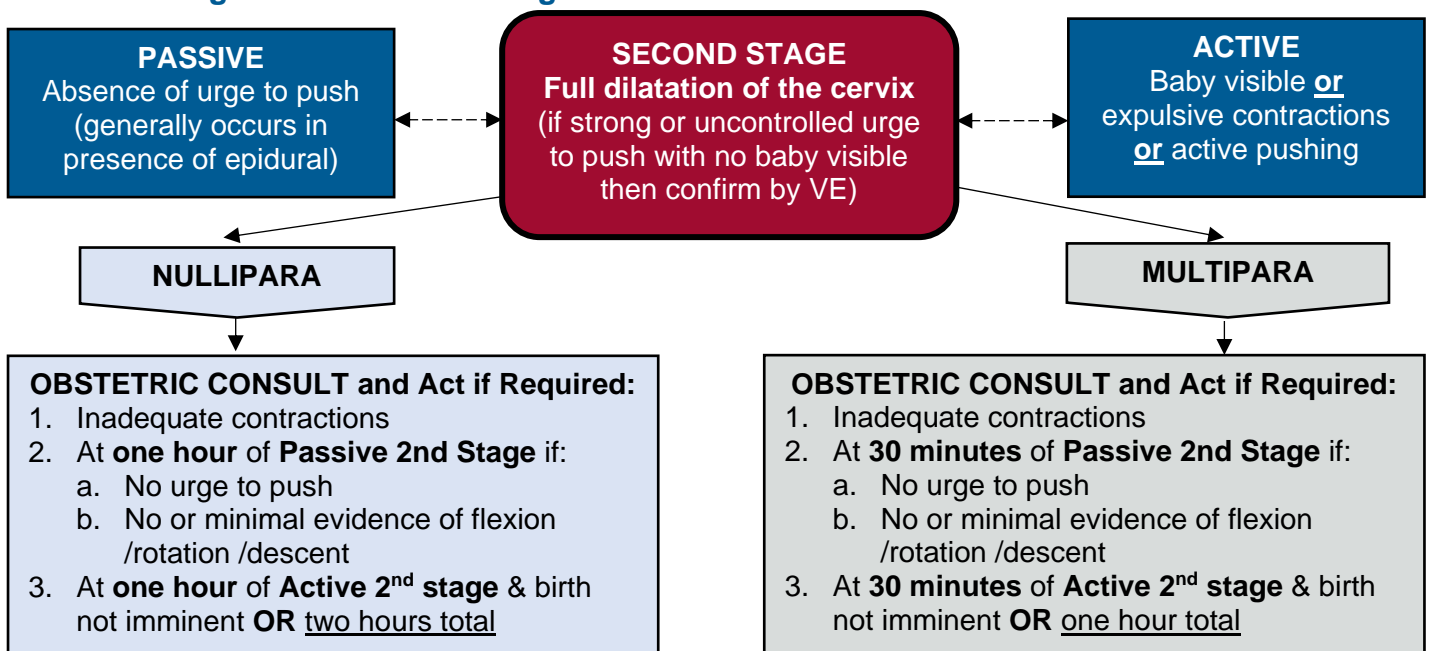 PASSIVE
Absence of urge to push
(generally occurs in
presence of epidural)
SECOND STAGE
Full dilatation of the cervix
(if strong or uncontrolled urge
to push with no baby visible
then confirm by VE)
ACTIVE
Baby visible or
expulsive contractions
or active pushing
NULLIPARA
MULTIPARA
OBSTETRIC CONSULT and Act if Required:
1. Inadequate contractions
2. At one hour of Passive 2nd Stage if:
a. No urge to push
b. No or minimal evidence of flexion
/rotation /descent
3. At one hour of Active 2nd stage & birth
not imminent OR two hours total
OBSTETRIC CONSULT and Act if Required:
1. Inadequate contractions
2. At 30 minutes of Passive 2nd Stage if:
a. No urge to push
b. No or minimal evidence of flexion
/rotation /descent
3. At 30 minutes of Active 2nd stage & birth
not imminent OR one hour total